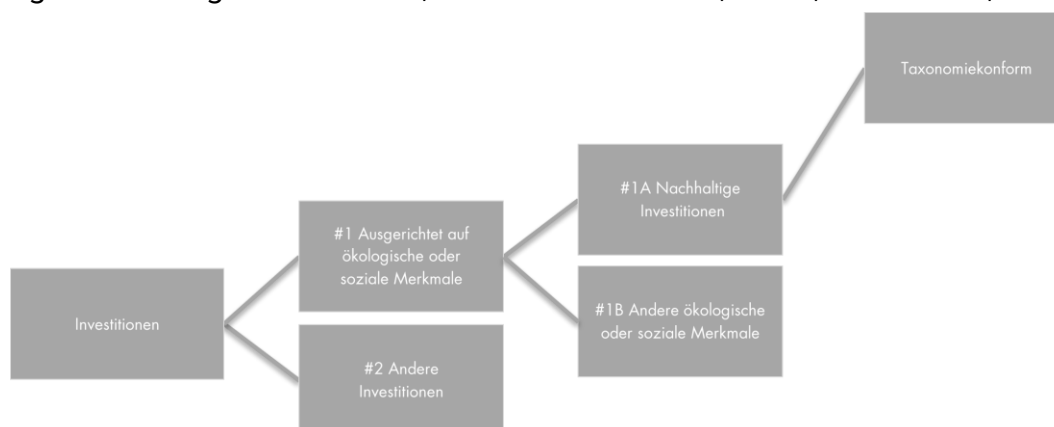 Taxonomiekonform
#1A Nachhaltige
Investitionen
#1 Ausgerichtet auf
ökologische oder
soziale Merkmale
#1B Andere ökologische
oder soziale Merkmale
Investitionen
#2 Andere
Investitionen